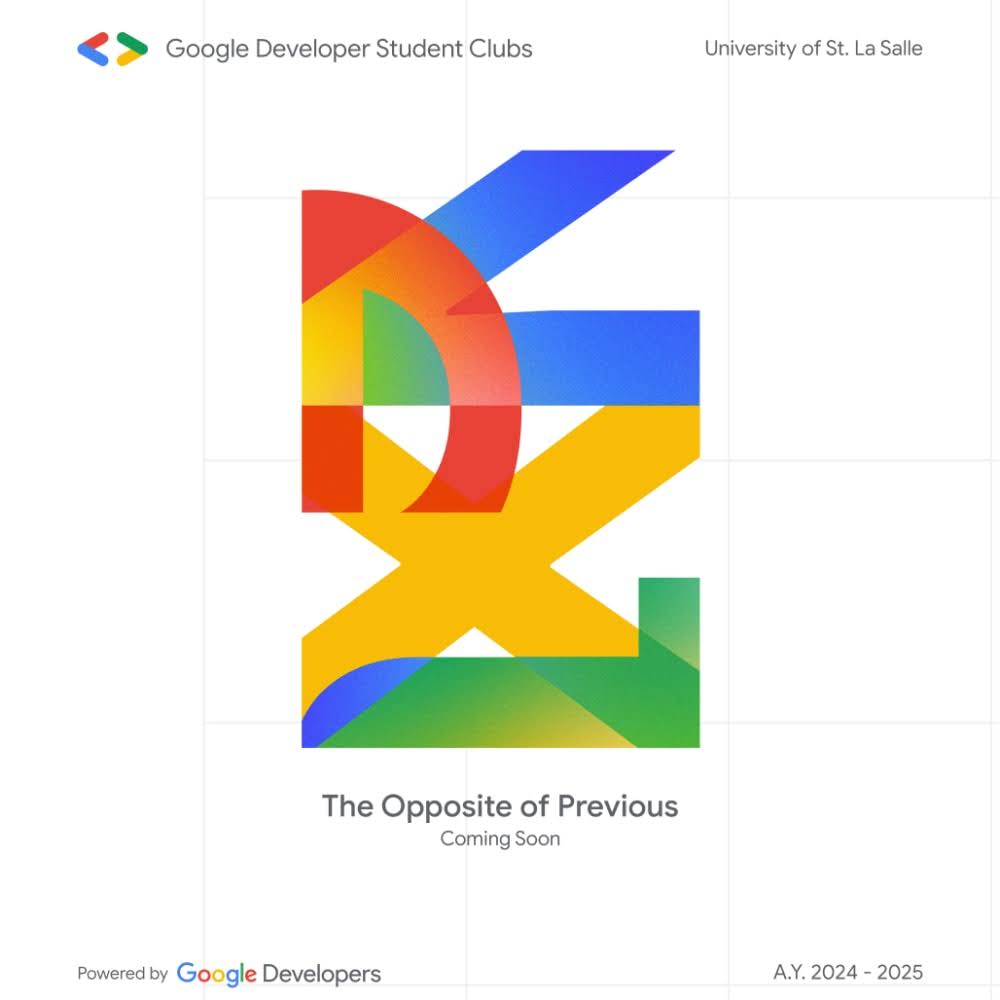 Google Developer Student Clubs
University of St. La Salle
The Opposite of Previous
Coming Soon
Powered by Google Developers
A.Y. 2024 - 2025